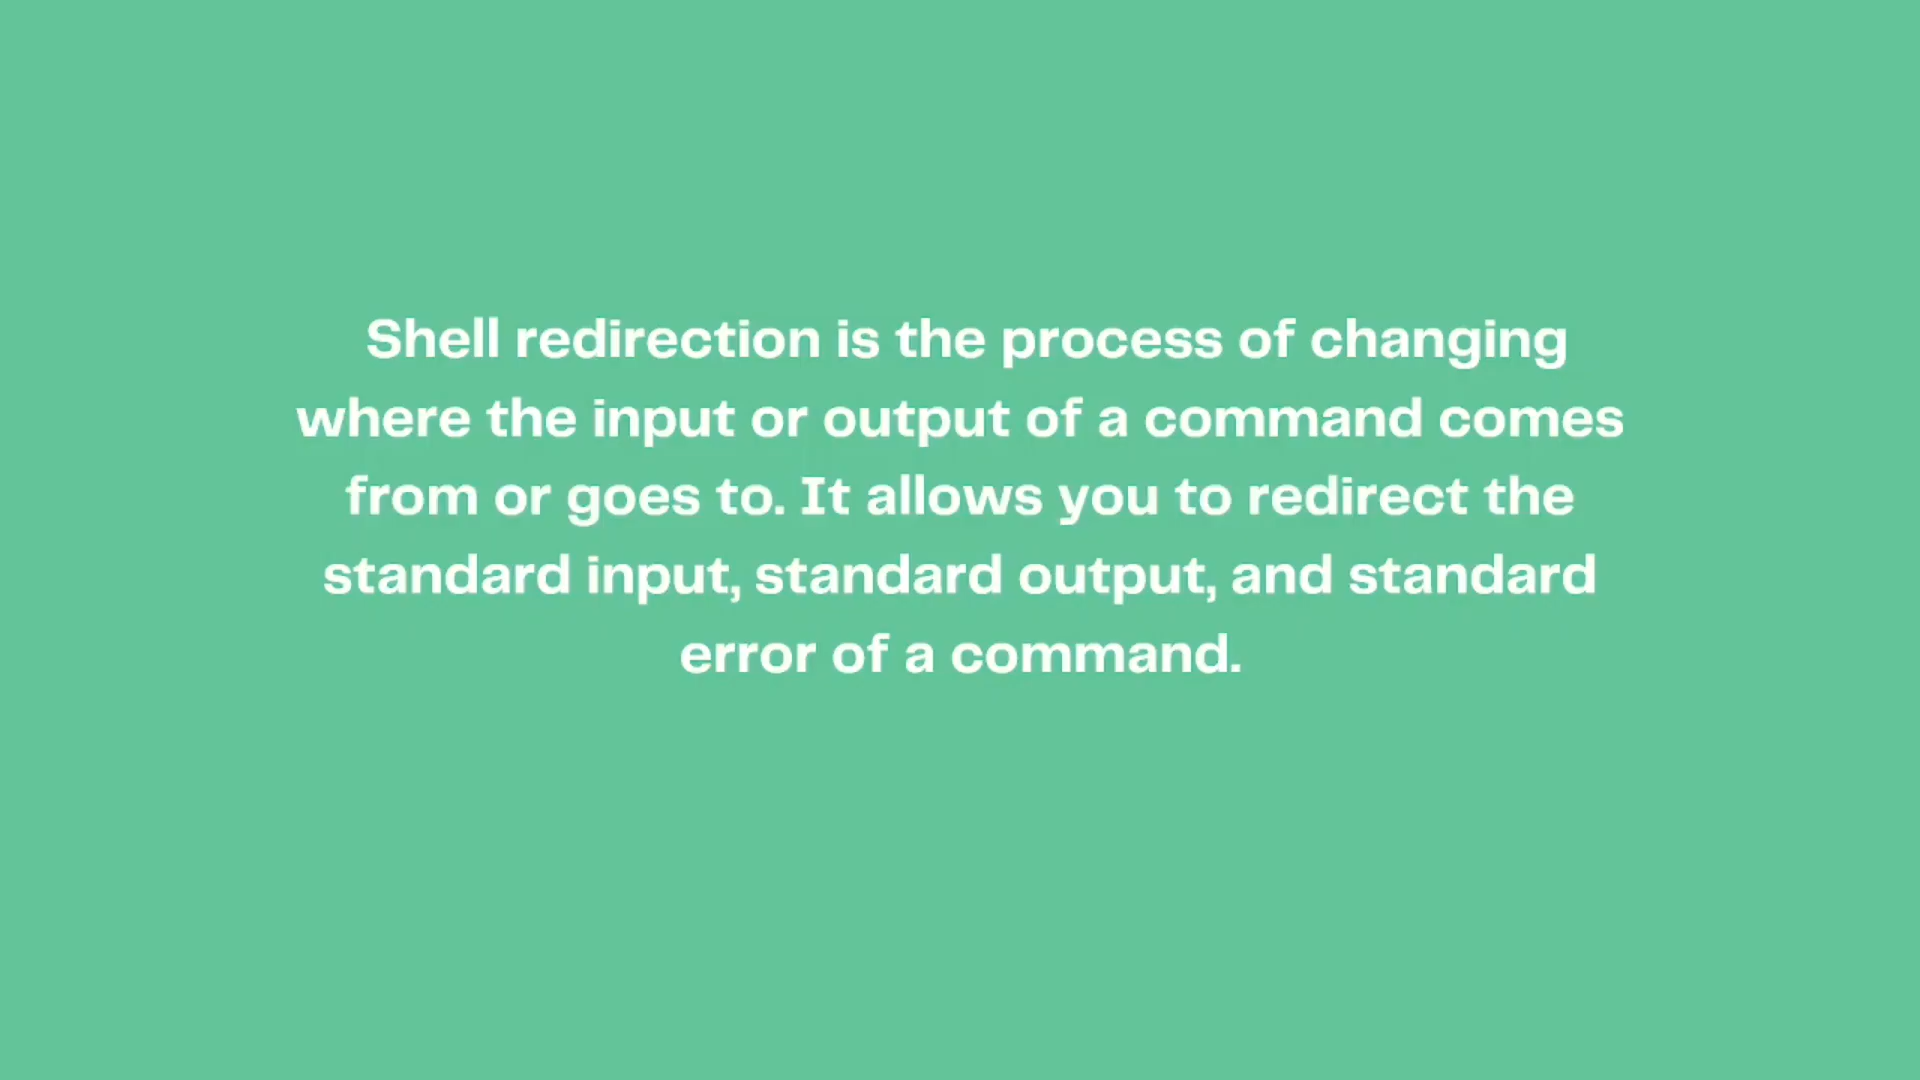 Shell redirection is the process of changing
where the input or output of a command comes
from or goes to. It allows you to redirect the
standard input, standard output, and standard
error of a command.